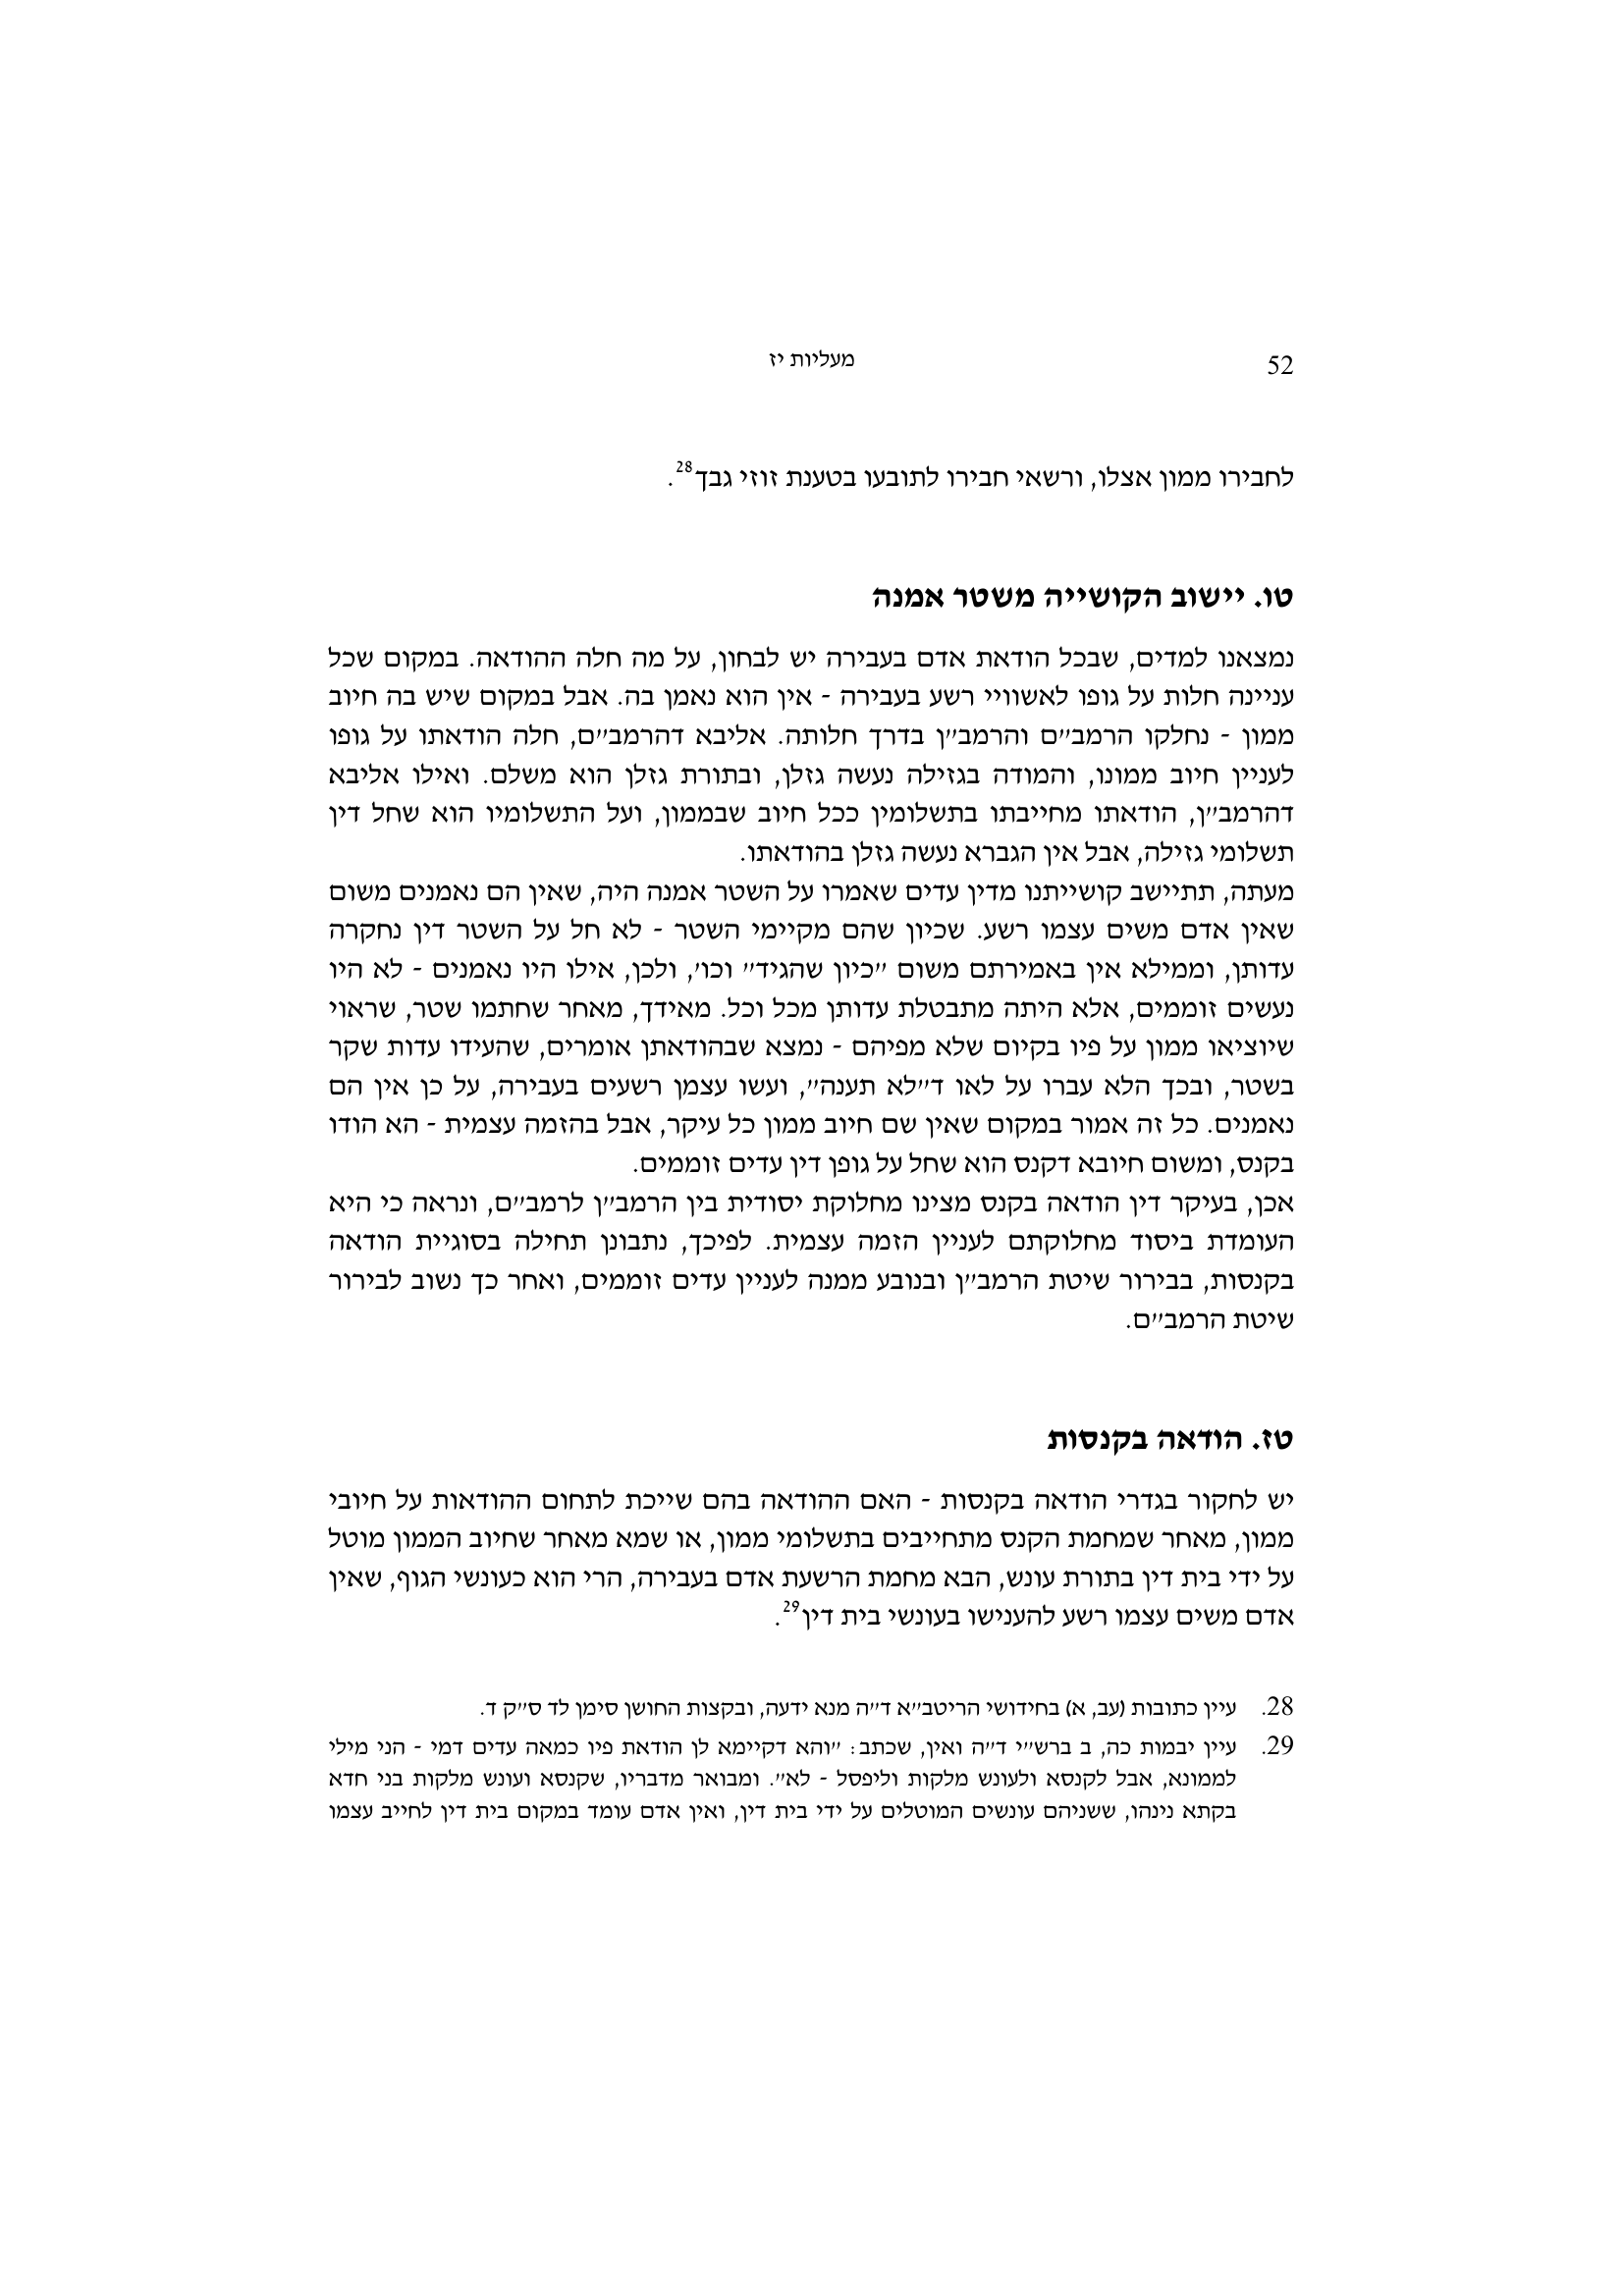 52
מעליות יז
לחבירו ממון אצלו, ורשאי חבירו לתובעו בטענת זוזי גבך28.
טו. יישוב הקושייה משטר אמנה
נמצאנו למדים, שבכל הודאת אדם בעבירה יש לבחון, על מה חלה ההודאה. במקום שכל
עניינה חלות על גופו לאשוויי רשע בעבירה - אין הוא נאמן בה. אבל במקום שיש בה חיוב
ממון - נחלקו הרמב״ם והרמב״ן בדרך חלותה. אליבא דהרמב״ם, חלה הודאתו על גופו
לעניין חיוב ממונו, והמודה בגזילה נעשה גזלן, ובתורת גזלן הוא משלם. ואילו אליבא
דהרמב״ן, הודאתו מחייבתו בתשלומין ככל חיוב שבממון, ועל התשלומיו הוא שחל דין
תשלומי גזילה, אבל אין הגברא נעשה גזלן בהודאתו.
מעתה, תתיישב קושייתנו מדין עדים שאמרו על השטר אמנה היה, שאין הם נאמנים משום
שאין אדם משים עצמו רשע. שכיון שהם מקיימי השטר - לא חל על השטר דין נחקרה
עדותן, וממילא אין באמירתם משום ״כיון שהגיד״ וכו׳, ולכן, אילו היו נאמנים - לא היו
נעשים זוממים, אלא היתה מתבטלת עדותן מכל וכל. מאידך, מאחר שחתמו שטר, שראוי
שיוציאו ממון על פיו בקיום שלא מפיהם - נמצא שבהודאתן אומרים, שהעידו עדות שקר
בשטר, ובכך הלא עברו על לאו ד״לא תענה״, ועשו עצמן רשעים בעבירה, על כן אין הם
נאמנים. כל זה אמור במקום שאין שם חיוב ממון כל עיקר, אבל בהזמה עצמית - הא הודו
בקנס, ומשום חיובא דקנס הוא שחל על גופן דין עדים זוממים.
אכן, בעיקר דין הודאה בקנס מצינו מחלוקת יסודית בין הרמב״ן לרמב״ם, ונראה כי היא
העומדת ביסוד מחלוקתם לעניין הזמה עצמית. לפיכך, נתבונן תחילה בסוגיית הודאה
בקנסות, בבירור שיטת הרמב״ן ובנובע ממנה לעניין עדים זוממים, ואחר כך נשוב לבירור
שיטת הרמב״ם.
טז. הודאה בקנסות
יש לחקור בגדרי הודאה בקנסות - האם ההודאה בהם שייכת לתחום ההודאות על חיובי
ממון, מאחר שמחמת הקנס מתחייבים בתשלומי ממון, או שמא מאחר שחיוב הממון מוטל
על ידי בית דין בתורת עונש, הבא מחמת הרשעת אדם בעבירה, הרי הוא כעונשי הגוף, שאין
אדם משים עצמו רשע להענישו בעונשי בית דין29.
28. עיין כתובות (עב, א) בחידושי הריטב״א ד״ה מנא ידעה, ובקצות החושן סימן לד ס״ק ד.
29. עיין יבמות כה, ב ברש״י ד״ה ואין, שכתב: ״והא דקיימא לן הודאת פיו כמאה עדים דמי - הני מילי
לממונא, אבל לקנסא ולעונש מלקות וליפסל - לא״. ומבואר מדבריו, שקנסא ועונש מלקות בני חדא
בקתא נינהו, ששניהם עונשים המוטלים על ידי בית דין, ואין אדם עומד במקום בית דין לחייב עצמו